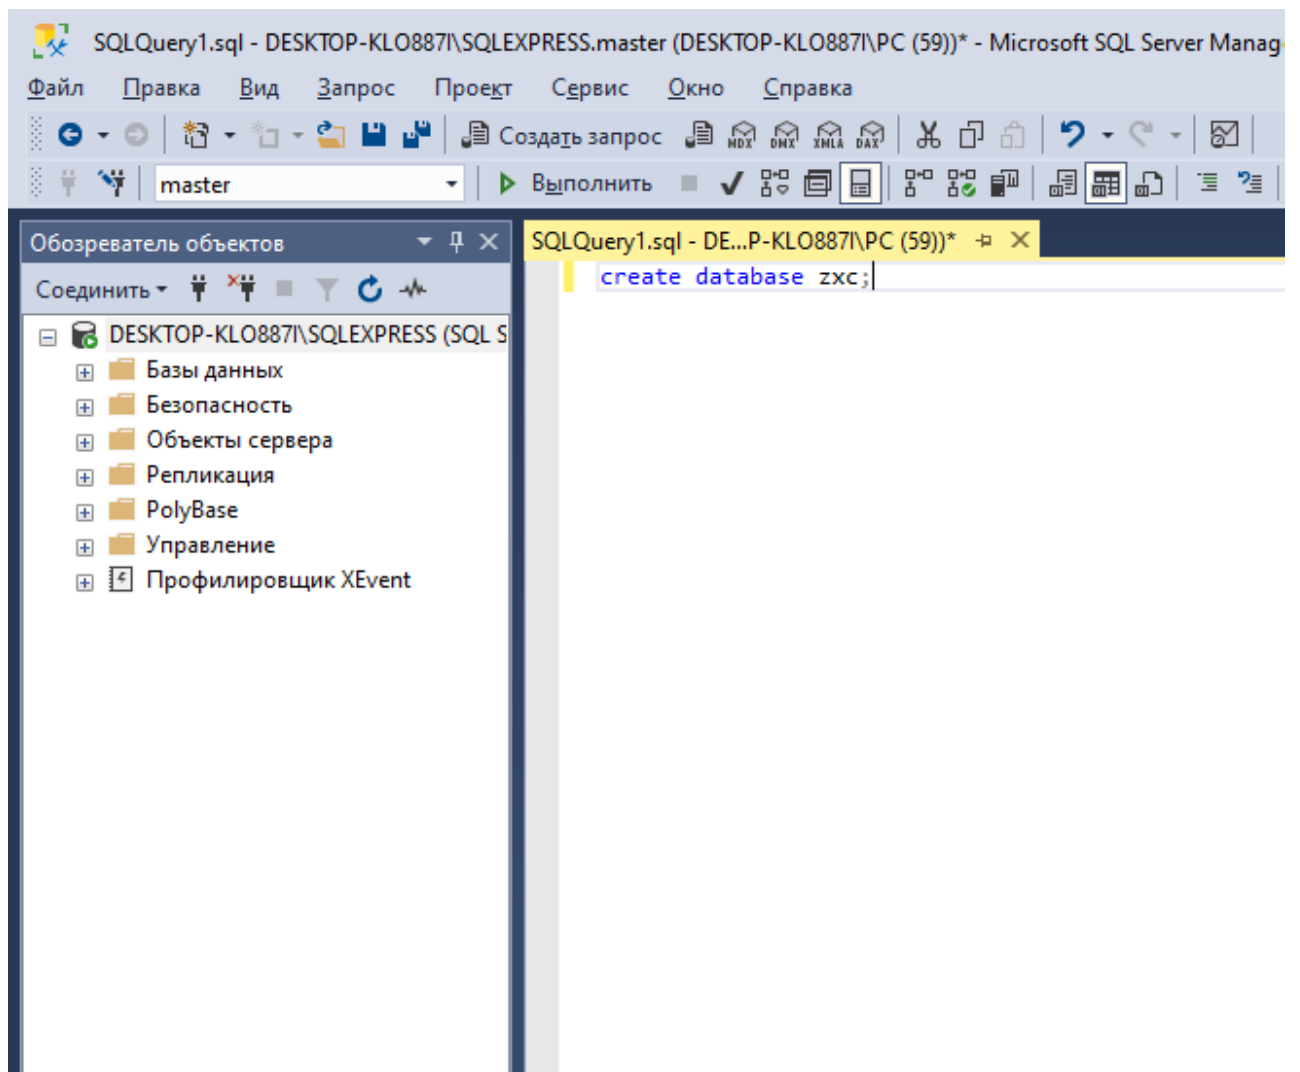 SQLQuery1.sql - DESKTOP-KLO887I\SQLEXPRESS.master (DESKTOP-KLO887I\PC (59))* - Microsoft SQL Server Manag
Файл Правка Вид Запрос Проект Сервис Окно Справка
Создать запрос MDX DMX XMLA DAX
master Выполнить
Обозреватель объектов
SQLQuery1.sql - DE...P-KLO887I\PC (59))*
Соединить
create database zxc;
DESKTOP-KLO887I\SQLEXPRESS (SQL S
Базы данных
Безопасность
Объекты сервера
Репликация
PolyBase
Управление
Профилировщик XEvent